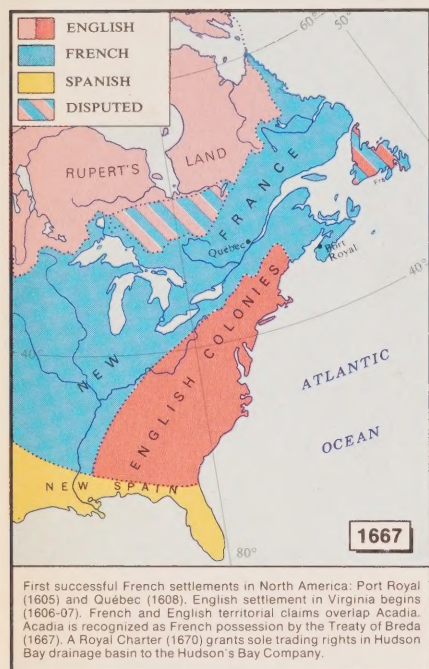 ENGLISH
FRENCH
SPANISH
DISPUTED
60°
50°
RUPERT'S LAND
NEW FRANCE
Québec
Port
Royal
40°
40
ENGLISH COLONIES
ATLANTIC
OCEAN
NEW SPAIN
80°
1667
First successful French settlements in North America: Port Royal
(1605) and Québec (1608). English settlement in Virginia begins
(1606-07). French and English territorial claims overlap Acadia.
Acadia is recognized as French possession by the Treaty of Breda
(1667). A Royal Charter (1670) grants sole trading rights in Hudson
Bay drainage basin to the Hudson's Bay Company.